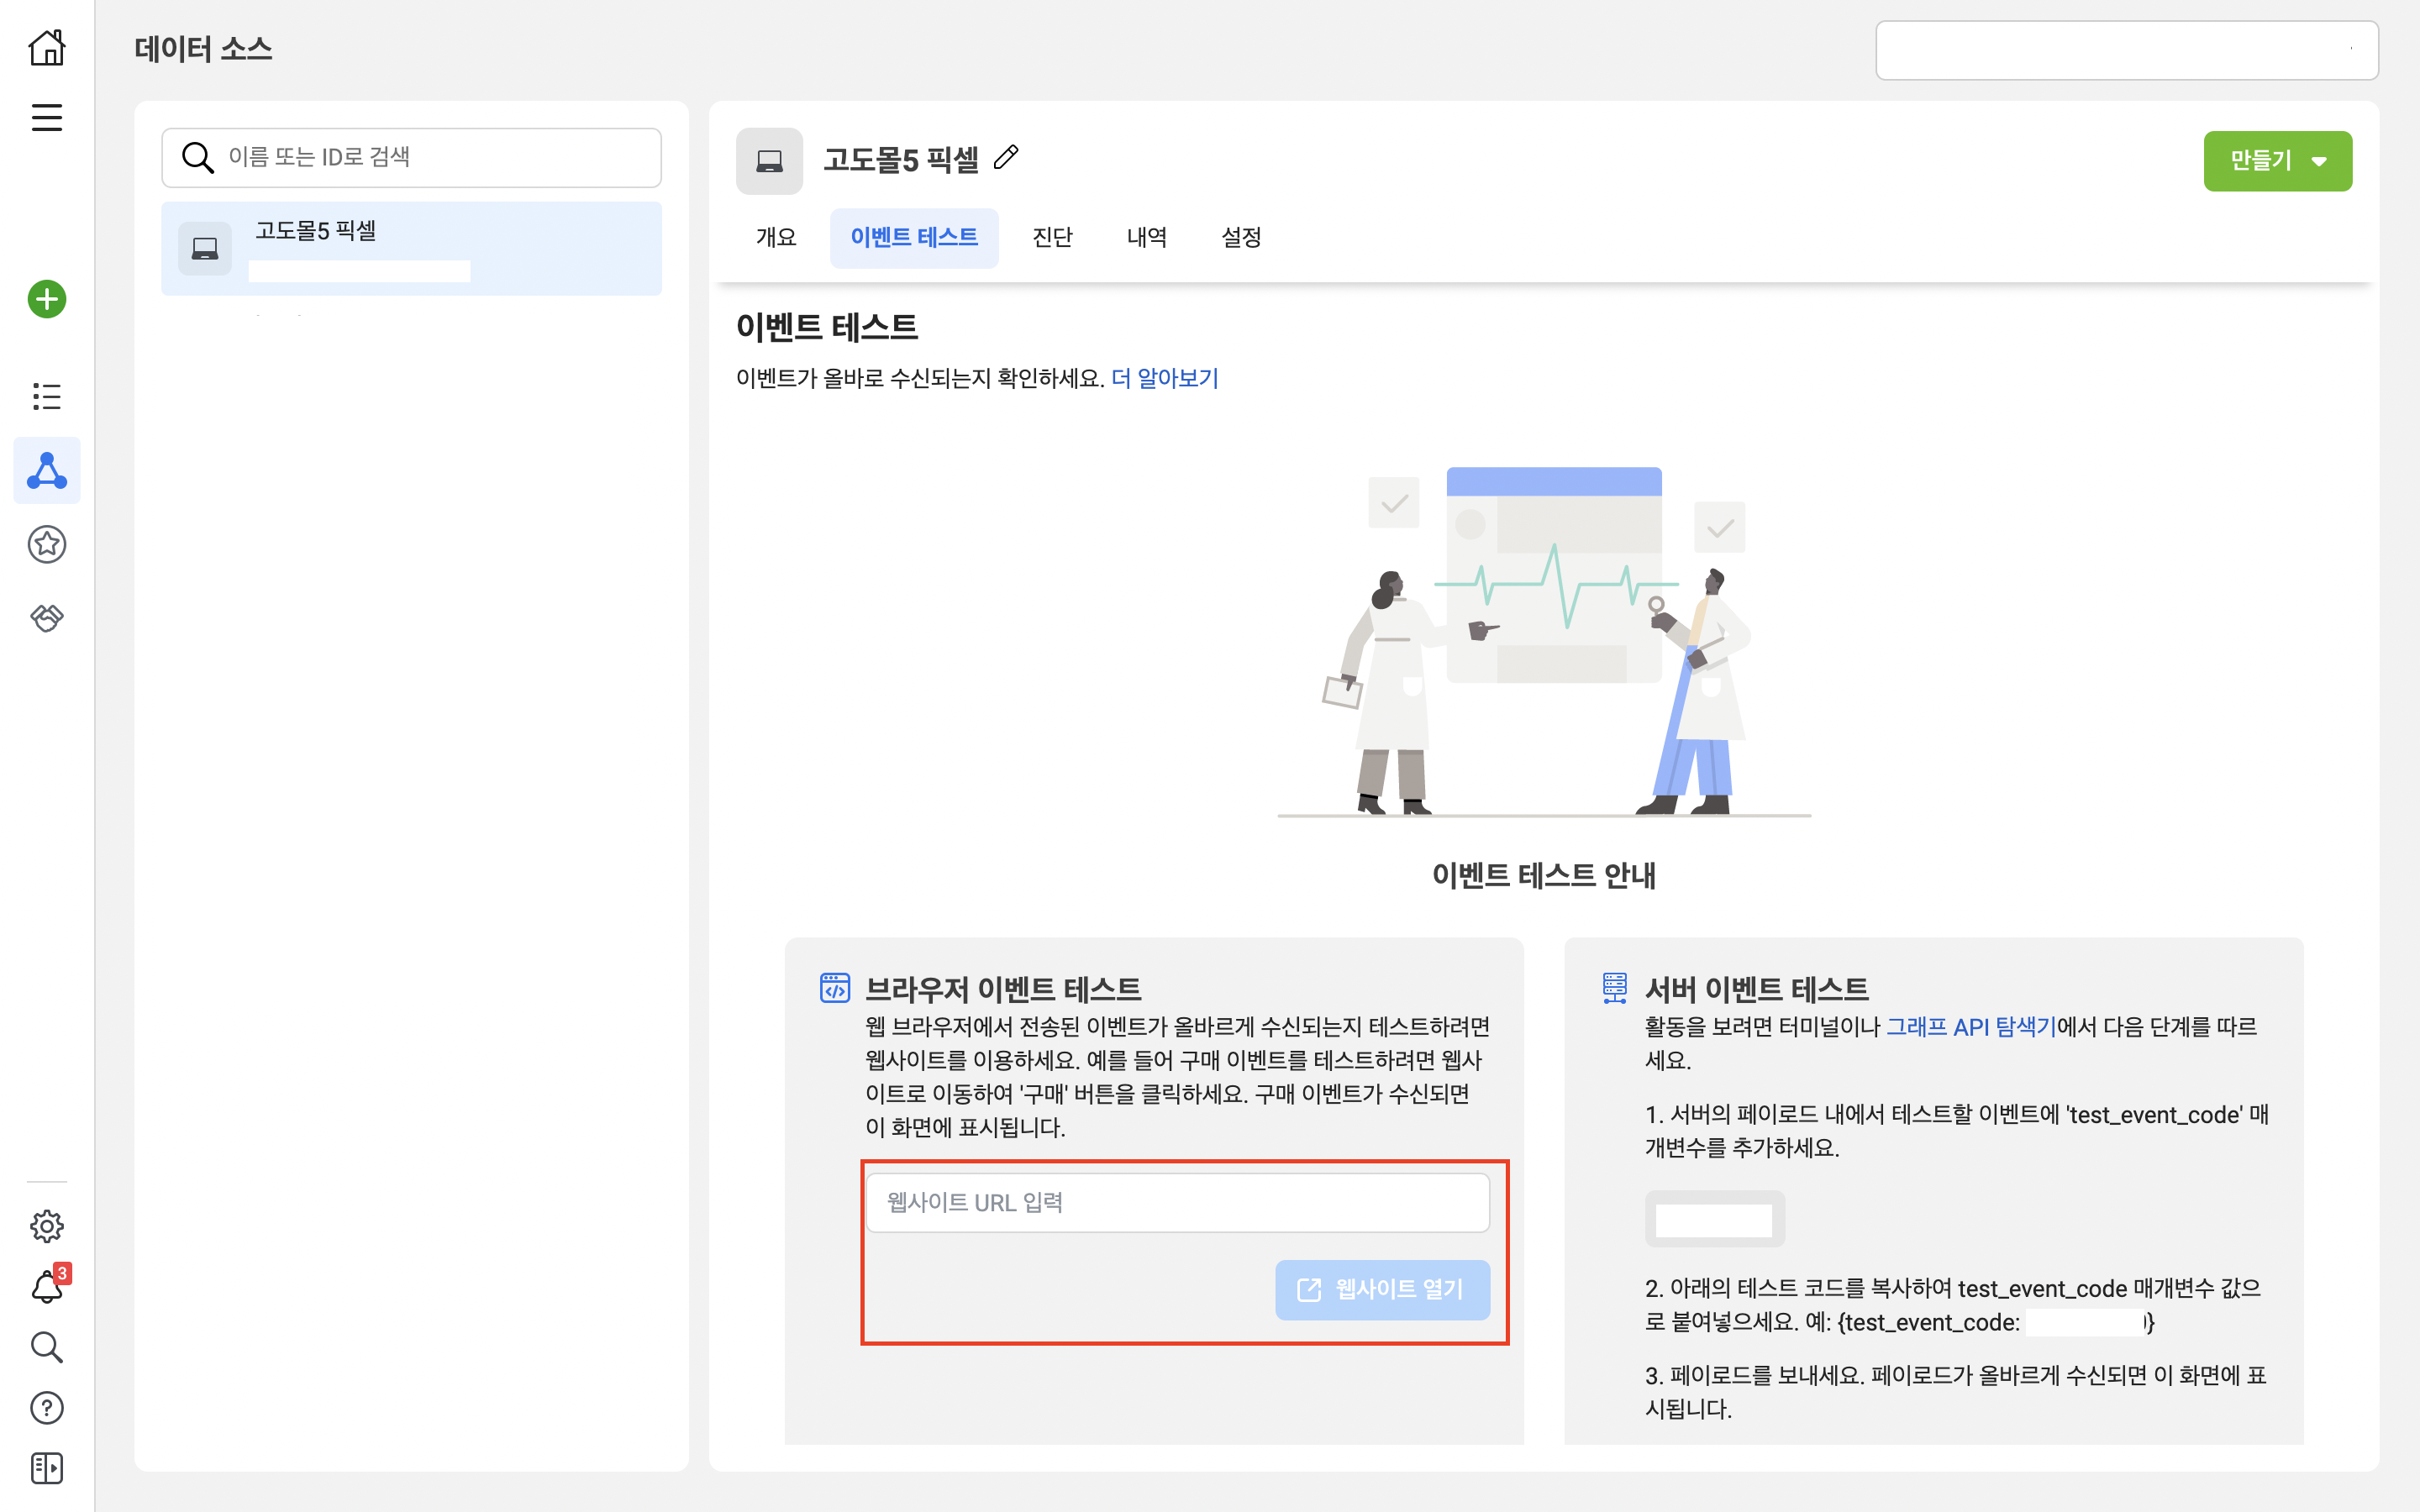 데이터 소스
이름 또는 ID로 검색
고도몰5 픽셀
고도몰5 픽셀
만들기
개요
이벤트 테스트
진단
내역
설정
이벤트 테스트
이벤트가 올바로 수신되는지 확인하세요. 더 알아보기
이벤트 테스트 안내
브라우저 이벤트 테스트
웹 브라우저에서 전송된 이벤트가 올바르게 수신되는지 테스트하려면
웹사이트를 이용하세요. 예를 들어 구매 이벤트를 테스트하려면 웹사
이트로 이동하여 '구매' 버튼을 클릭하세요. 구매 이벤트가 수신되면
이 화면에 표시됩니다.
웹사이트 URL 입력
웹사이트 열기
서버 이벤트 테스트
활동을 보려면 터미널이나 그래프 API 탐색기에서 다음 단계를 따르
세요.
1. 서버의 페이로드 내에서 테스트할 이벤트에 'test_event_code' 매
개변수를 추가하세요.
2. 아래의 테스트 코드를 복사하여 test_event_code 매개변수 값으
로 붙여넣으세요. 예: {test_event_code: }
3. 페이로드를 보내세요. 페이로드가 올바르게 수신되면 이 화면에 표
시됩니다.
3